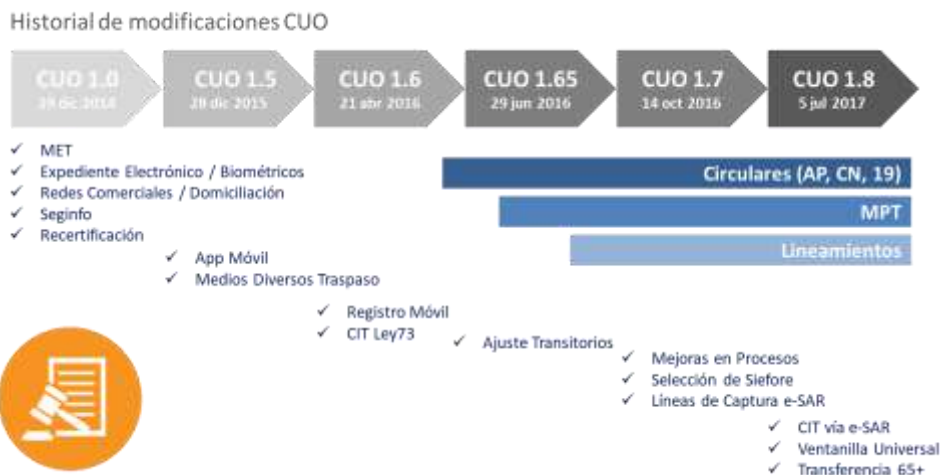 Historial de modificaciones CUO
CUO 1.0
CUO 1.5
28 dic 2015
CUO 1.6
21 abr 2016
CUO 1.65
29 jun 2016
CUO 1.7
14 oct 2016
CUO 1.8
5 jul 2017
✓ MET
✓ Expediente Electrónico / Biométricos
✓ Redes Comerciales / Domiciliación
✓ Seginfo
✓ Recertificación
Circulares (AP, CN, 19)
MPT
Lineamientos
✓ App Móvil
✓ Medios Diversos Traspaso
✓ Registro Móvil
✓ CIT Ley73
✓ Ajuste Transitorios
✓ Mejoras en Procesos
✓ Selección de Siefore
✓ Líneas de Captura e-SAR
✓ CIT vía e-SAR
✓ Ventanilla Universal
✓ Transferencia 65+